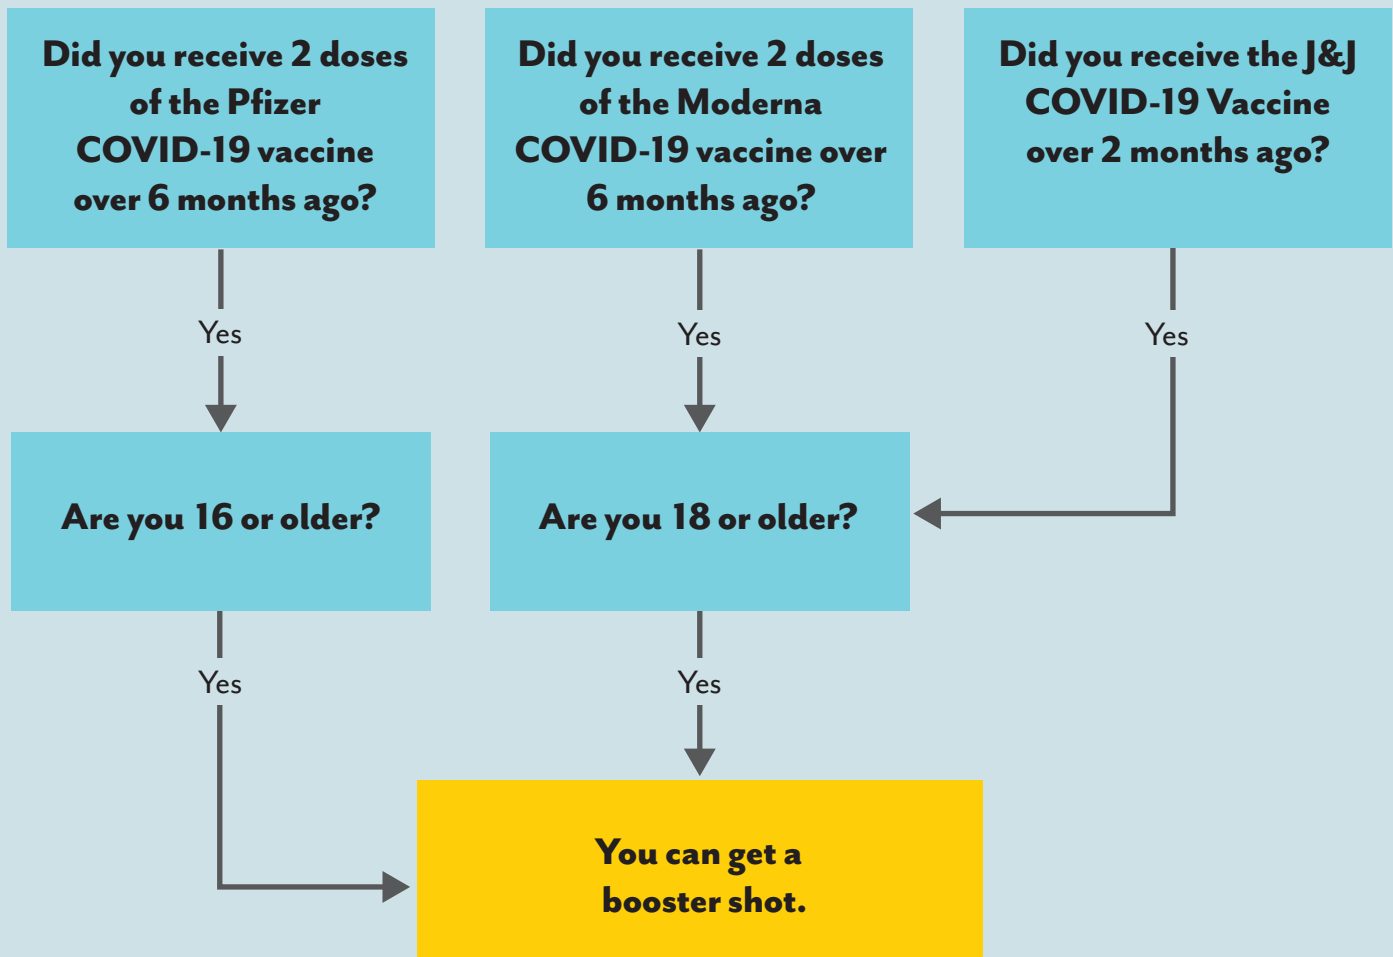 Did you receive 2 doses
of the Pfizer
COVID-19 vaccine
over 6 months ago?
Did you receive 2 doses
of the Moderna
COVID-19 vaccine over
6 months ago?
Did you receive the J&J
COVID-19 Vaccine
over 2 months ago?
Yes
Yes
Yes
Are you 16 or older?
Are you 18 or older?
Yes
Yes
You can get a
booster shot.